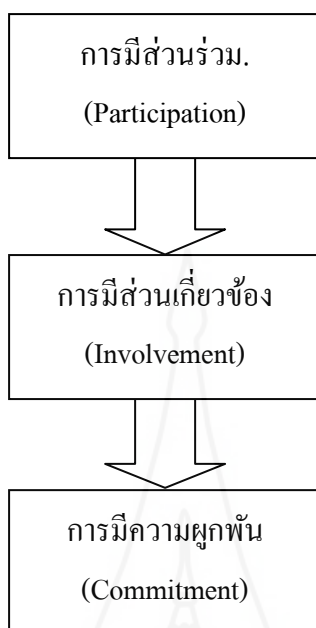 การมีส่วนร่วม.
(Participation)
การมีส่วนเกี่ยวข้อง
(Involvement)
การมีความผูกพัน
(Commitment)